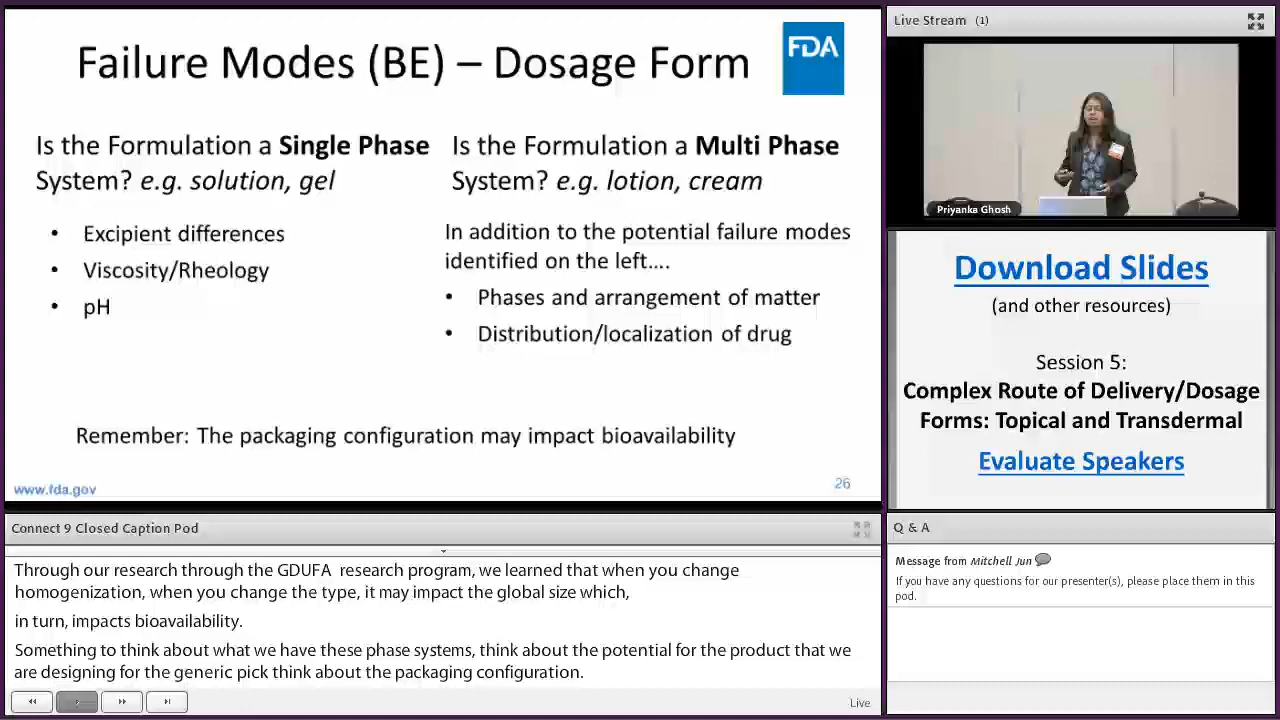 Failure Modes (BE) – Dosage Form
FDA
Is the Formulation a Single Phase
System? e.g. solution, gel
• Excipient differences
• Viscosity/Rheology
• pH
Is the Formulation a Multi Phase
System? e.g. lotion, cream
In addition to the potential failure modes
identified on the left....
• Phases and arrangement of matter
• Distribution/localization of drug
Remember: The packaging configuration may impact bioavailability
www.fda.gov
26
Live Stream (1)
Priyanka Ghosh
Download Slides
(and other resources)
Session 5:
Complex Route of Delivery/Dosage
Forms: Topical and Transdermal
Evaluate Speakers
Connect 9 Closed Caption Pod
Through our research through the GDUFA research program, we learned that when you change
homogenization, when you change the type, it may impact the global size which,
in turn, impacts bioavailability.
Something to think about what we have these phase systems, think about the potential for the product that we
are designing for the generic pick think about the packaging configuration.
Live
Q & A
Message from Mitchell Jun
If you have any questions for our presenter(s), please place them in this
pod.